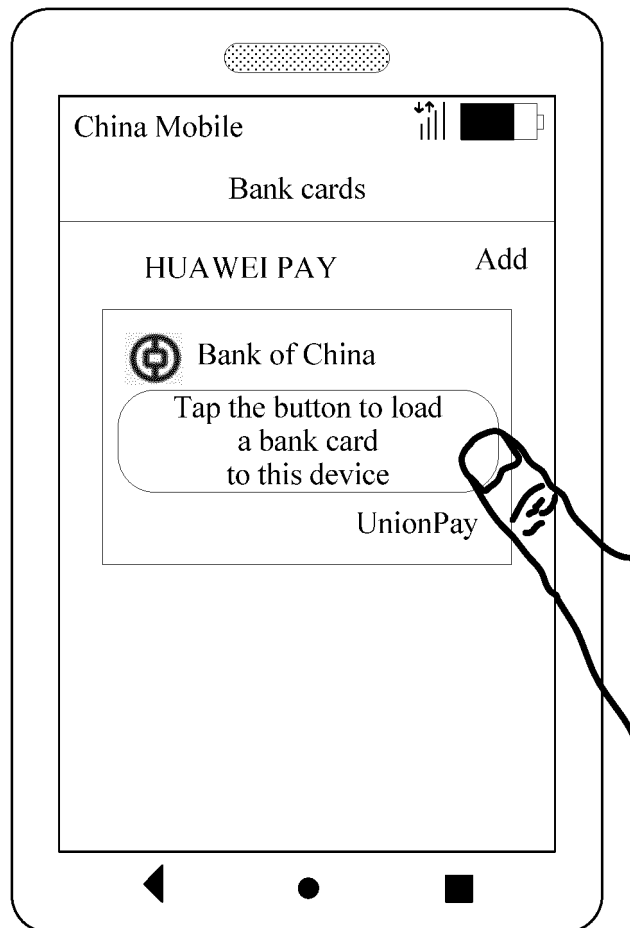 China Mobile
Bank cards
HUAWEI PAY
Add
Bank of China
Tap the button to load
a bank card
to this device
UnionPay